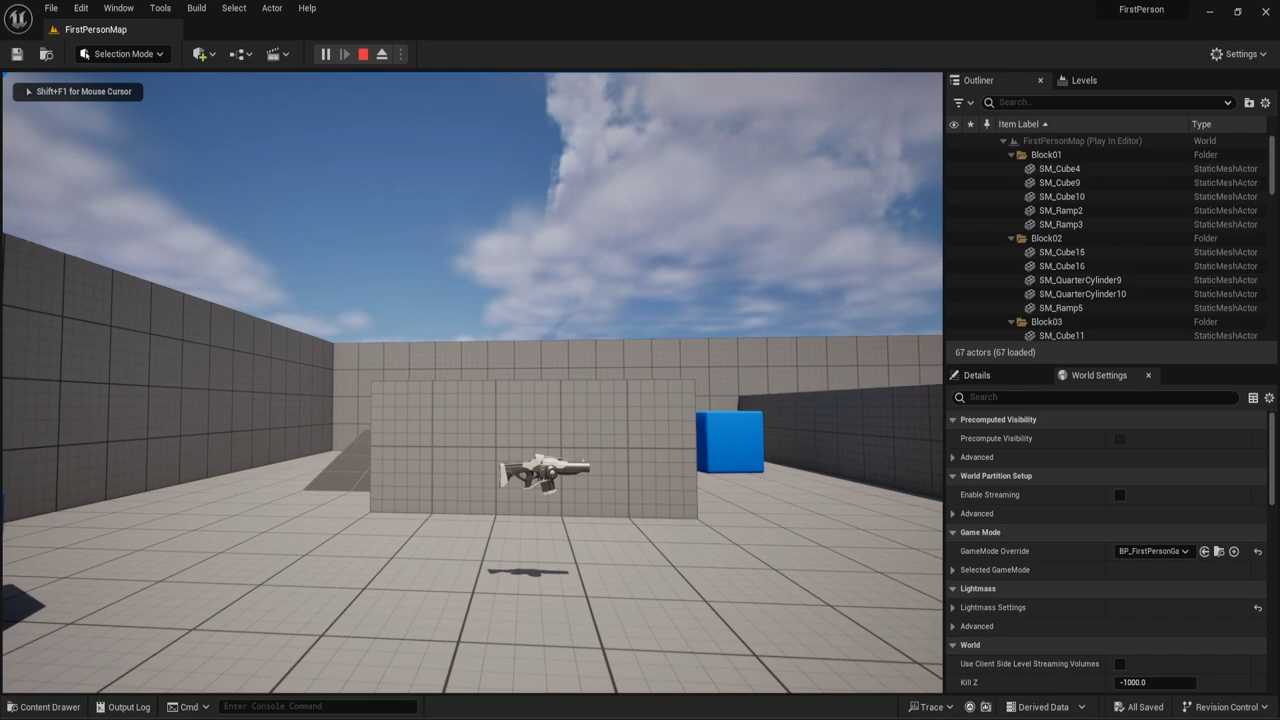 File Edit Window Tools Build Select Actor Help
FirstPerson
FirstPersonMap
Selection Mode
Settings
Shift+F1 for Mouse Cursor
Outliner
Levels
Search...
Item Label
Type
FirstPersonMap (Play In Editor) World
Block01 Folder
SM_Cube4 StaticMeshActor
SM_Cube9 StaticMeshActor
SM_Cube10 StaticMeshActor
SM_Ramp2 StaticMeshActor
SM_Ramp3 StaticMeshActor
Block02 Folder
SM_Cube15 StaticMeshActor
SM_Cube16 StaticMeshActor
SM_QuarterCylinder9 StaticMeshActor
SM_QuarterCylinder10 StaticMeshActor
SM_Ramp5 StaticMeshActor
Block03 Folder
SM_Cube11 StaticMeshActor
67 actors (67 loaded)
Details
World Settings
Search
Precomputed Visibility
Precompute Visibility
Advanced
World Partition Setup
Enable Streaming
Advanced
Game Mode
GameMode Override BP_FirstPersonGa
Selected GameMode
Lightmass
Lightmass Settings
Advanced
World
Use Client Side Level Streaming Volumes
Kill Z -1000.0
Content Drawer Output Log Cmd Enter Console Command Trace Derived Data All Saved Revision Control